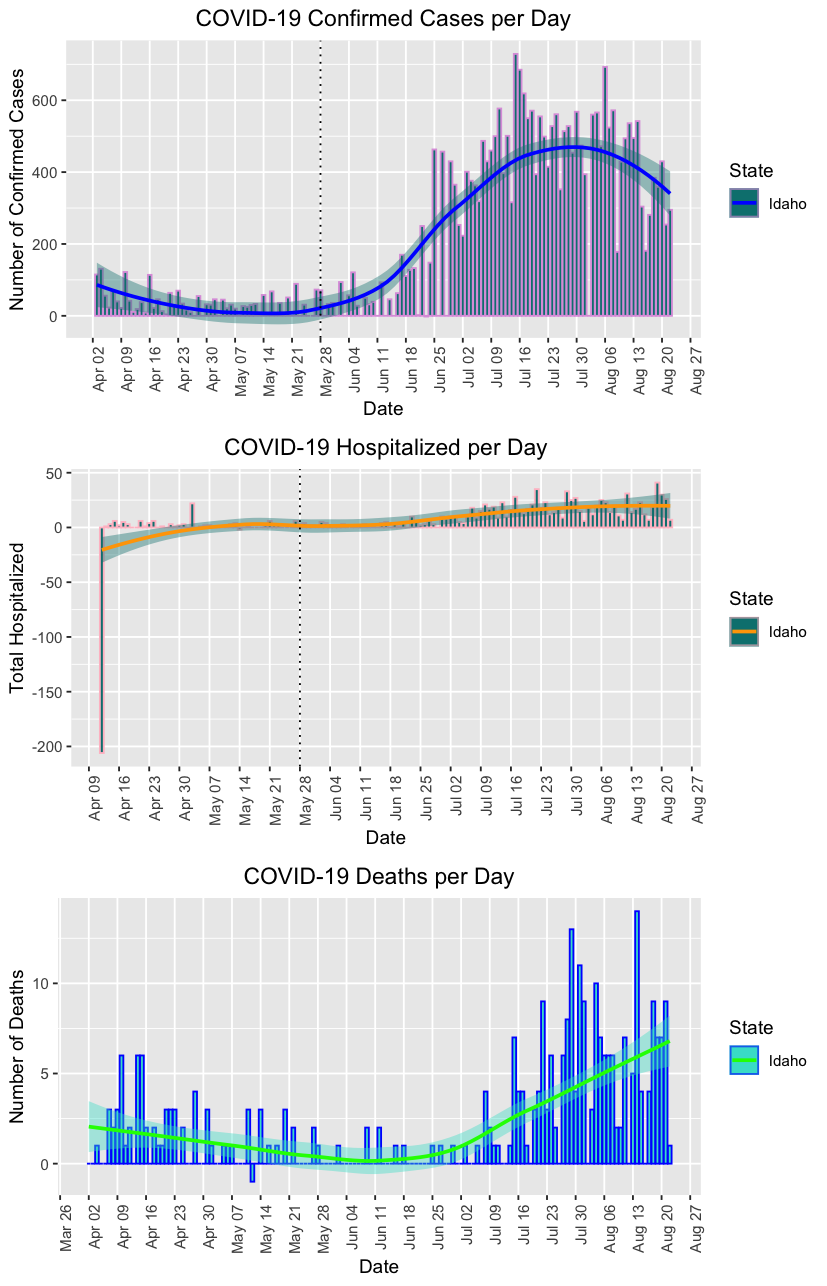 COVID-19 Confirmed Cases per Day
Number of Confirmed Cases
600
400
200
0
Apr 02
Apr 09
Apr 16
Apr 23
Apr 30
May 07
May 14
May 21
May 28
Jun 04
Jun 11
Jun 18
Jun 25
Jul 02
Jul 09
Jul 16
Jul 23
Jul 30
Aug 06
Aug 13
Aug 20
Aug 27
Date
State
Idaho
COVID-19 Hospitalized per Day
Total Hospitalized
50
0
-50
-100
-150
-200
Apr 09
Apr 16
Apr 23
Apr 30
May 07
May 14
May 21
May 28
Jun 04
Jun 11
Jun 18
Jun 25
Jul 02
Jul 09
Jul 16
Jul 23
Jul 30
Aug 06
Aug 13
Aug 20
Aug 27
Date
State
Idaho
COVID-19 Deaths per Day
Number of Deaths
10
5
0
Mar 26
Apr 02
Apr 09
Apr 16
Apr 23
Apr 30
May 07
May 14
May 21
May 28
Jun 04
Jun 11
Jun 18
Jun 25
Jul 02
Jul 09
Jul 16
Jul 23
Jul 30
Aug 06
Aug 13
Aug 20
Aug 27
Date
State
Idaho